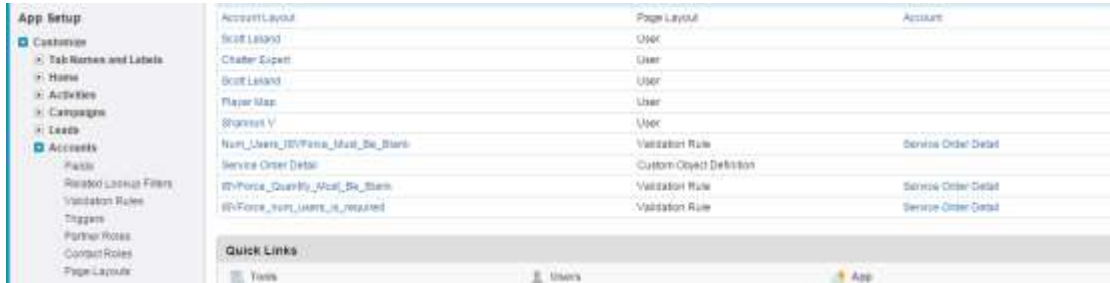 App Setup
Customize
Tab Names and Labels
Home
Activities
Campaigns
Leads
Accounts
Fields
Related Lookup Filters
Validation Rules
Triggers
Partner Roles
Contact Roles
Page Layouts
Account Layout Page Layout Account
Scott Leland User
Chatter Expert User
Scott Leland User
Player Map User
Shannon V User
Num_Users_ISVForce_Must_Be_Blank Validation Rule Service Order Detail
Service Order Detail Custom Object Definition
ISVForce_Quantity_Must_Be_Blank Validation Rule Service Order Detail
ISVForce_num_users_is_required Validation Rule Service Order Detail
Quick Links
Tools Users App